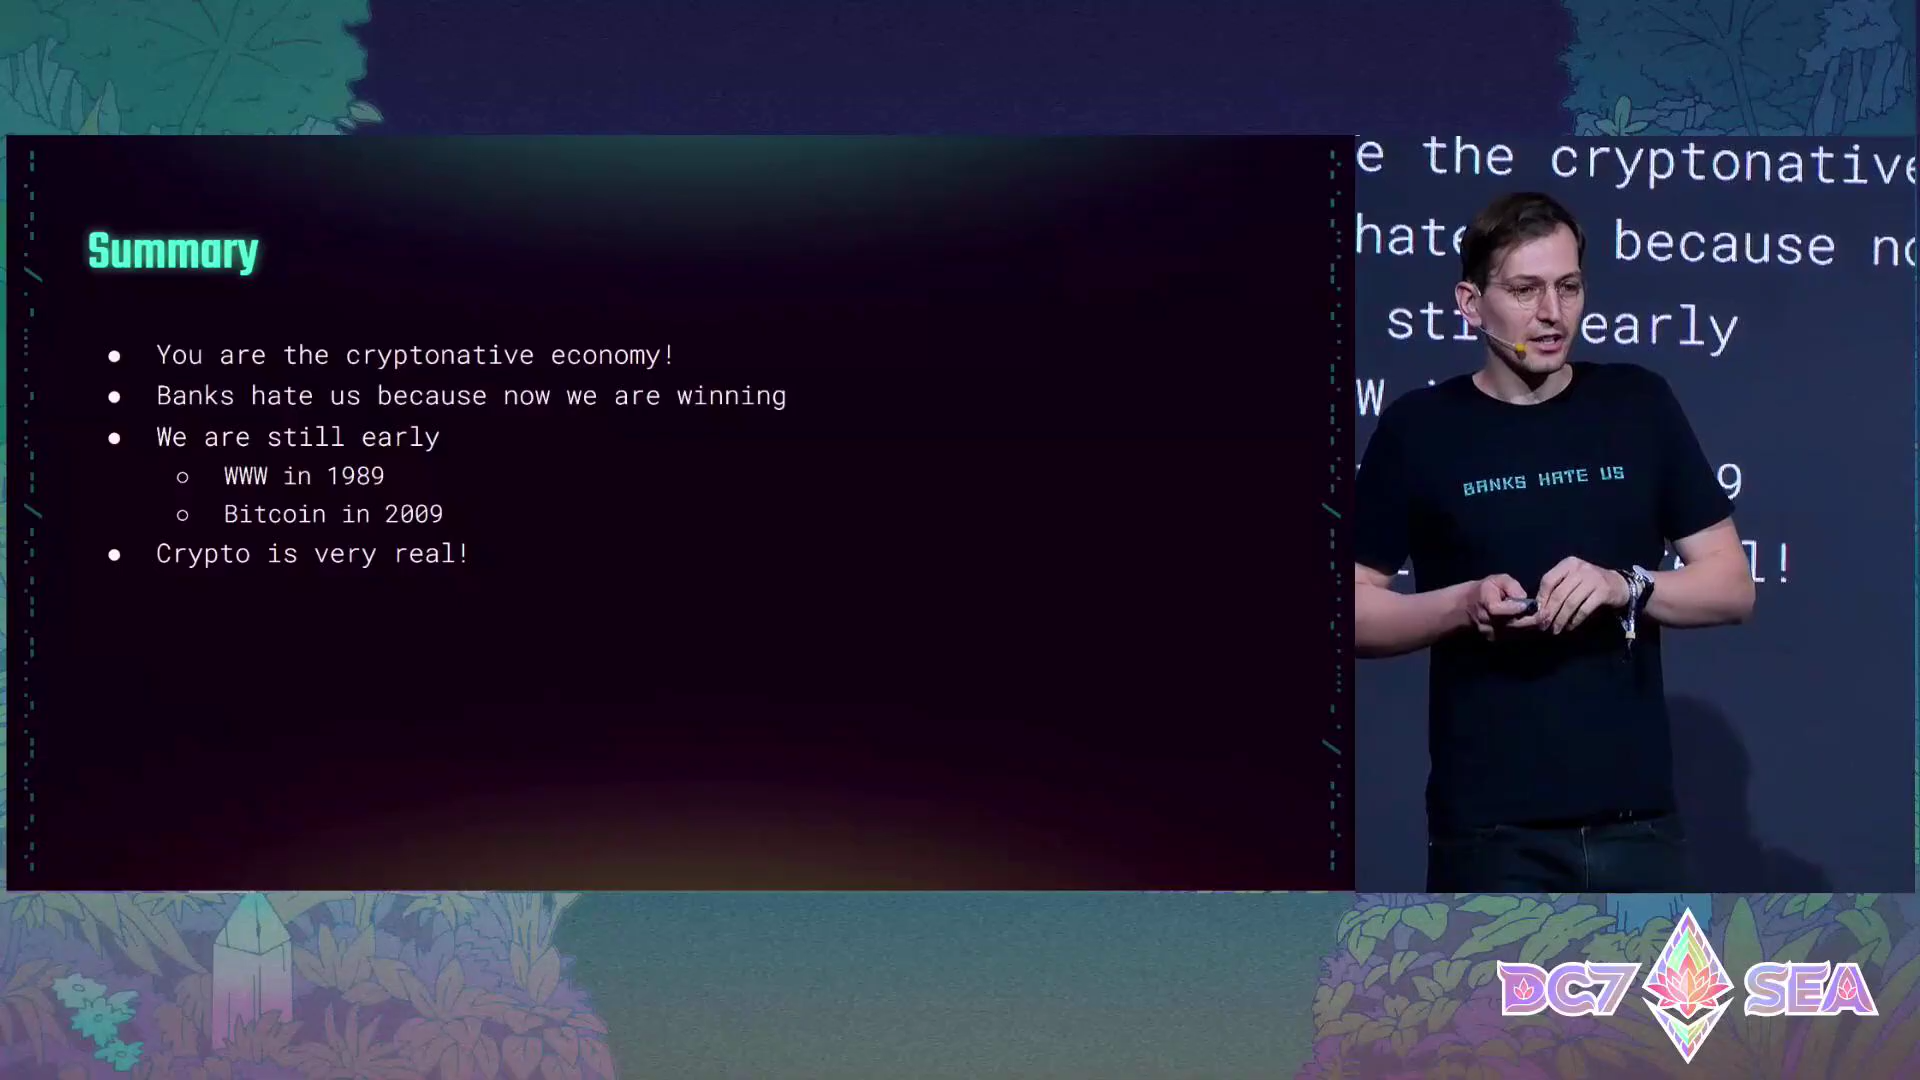 Summary
You are the cryptonative economy!
Banks hate us because now we are winning
We are still early
WWW in 1989
Bitcoin in 2009
Crypto is very real!
e the cryptonative
hate because no
sti early
W
9
l!
BANKS HATE US
DC7 SEA